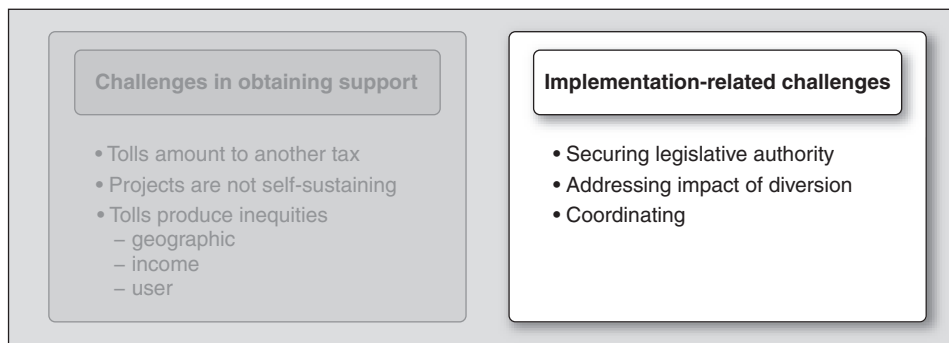 Challenges in obtaining support
• Tolls amount to another tax
• Projects are not self-sustaining
• Tolls produce inequities
– geographic
– income
– user
Implementation-related challenges
• Securing legislative authority
• Addressing impact of diversion
• Coordinating